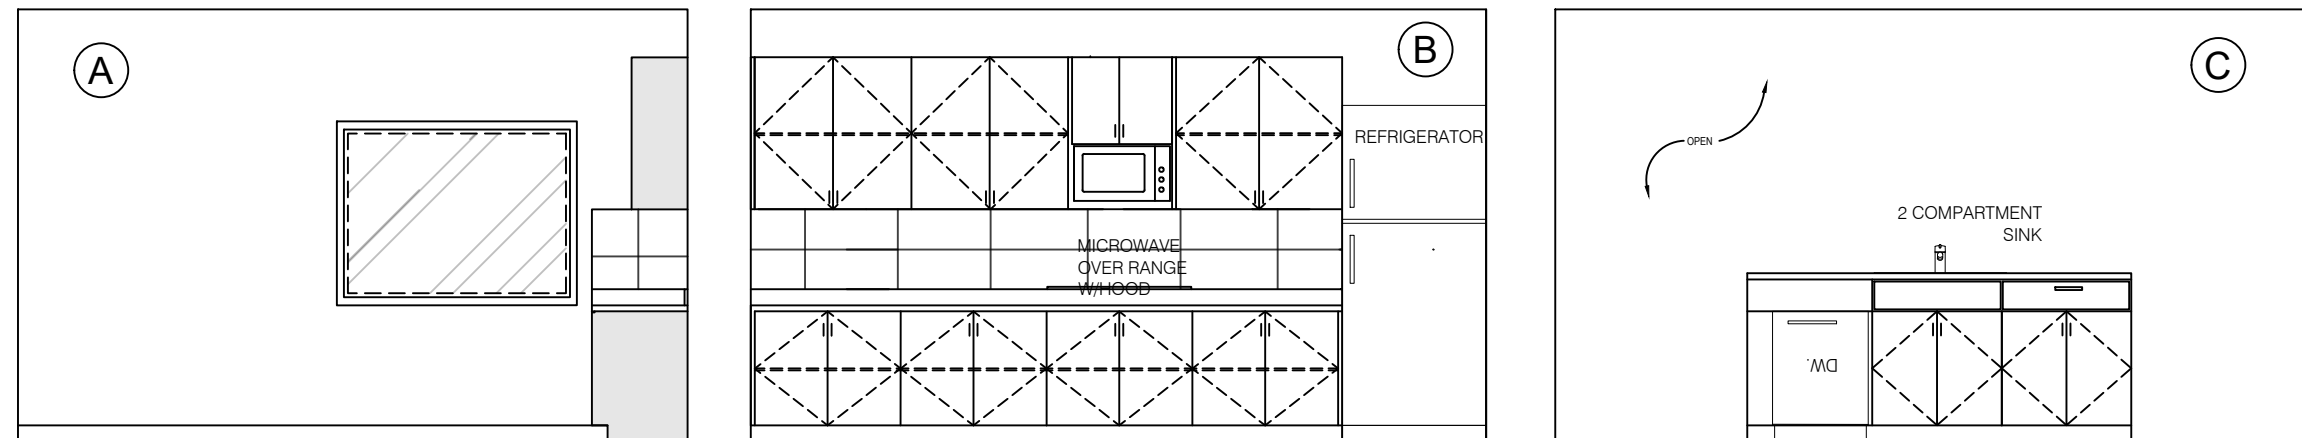 A
B
REFRIGERATOR
MICROWAVE
OVER RANGE
W/HOOD
C
OPEN
2 COMPARTMENT
SINK
DW.